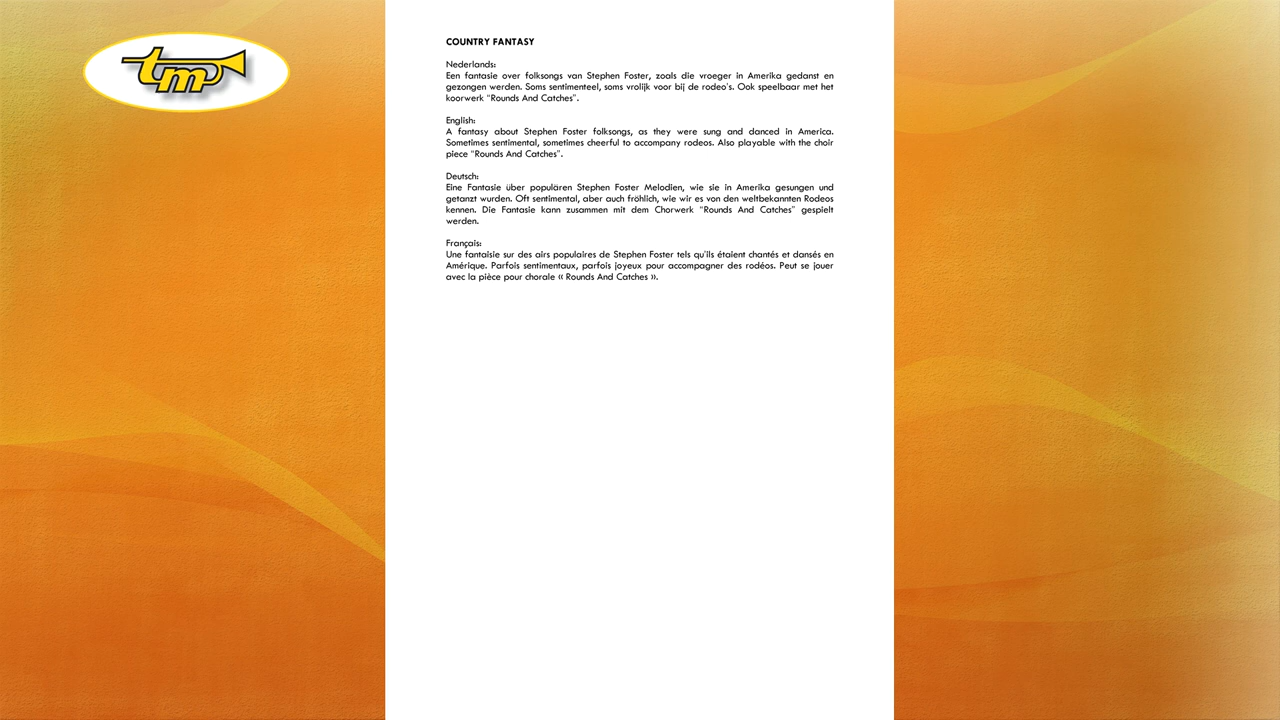 tm
COUNTRY FANTASY
Nederlands:
Een fantasie over folksongs van Stephen Foster, zoals die vroeger in Amerika gedanst en
gezongen werden. Soms sentimenteel, soms vrolijk voor bij de rodeo's. Ook speelbaar met het
koorwerk "Rounds And Catches".
English:
A fantasy about Stephen Foster folksongs, as they were sung and danced in America.
Sometimes sentimental, sometimes cheerful to accompany rodeos. Also playable with the choir
piece "Rounds And Catches".
Deutsch:
Eine Fantasie über populären Stephen Foster Melodien, wie sie in Amerika gesungen und
getanzt wurden. Oft sentimental, aber auch fröhlich, wie wir es von den weltbekannten Rodeos
kennen. Die Fantasie kann zusammen mit dem Chorwerk "Rounds And Catches" gespielt
werden.
Français:
Une fantaisie sur des airs populaires de Stephen Foster tels qu'ils étaient chantés et dansés en
Amérique. Parfois sentimentaux, parfois joyeux pour accompagner des rodéos. Peut se jouer
avec la pièce pour chorale « Rounds And Catches ».